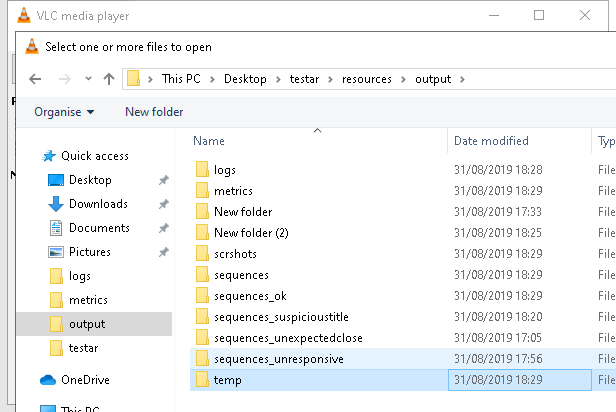 VLC media player
Select one or more files to open
This PC > Desktop > testar > resources > output >
Organise New folder
Name Date modified Typ
Quick access
Desktop
Downloads
Documents
Pictures
logs
metrics
output
testar
OneDrive
This PC
logs 31/08/2019 18:28 File
metrics 31/08/2019 18:29 File
New folder 31/08/2019 17:33 File
New folder (2) 31/08/2019 18:25 File
scrshots 31/08/2019 18:29 File
sequences 31/08/2019 18:29 File
sequences_ok 31/08/2019 18:29 File
sequences_suspicioustitle 31/08/2019 18:20 File
sequences_unexpectedclose 31/08/2019 17:05 File
sequences_unresponsive 31/08/2019 17:56 File
temp 31/08/2019 18:29 File